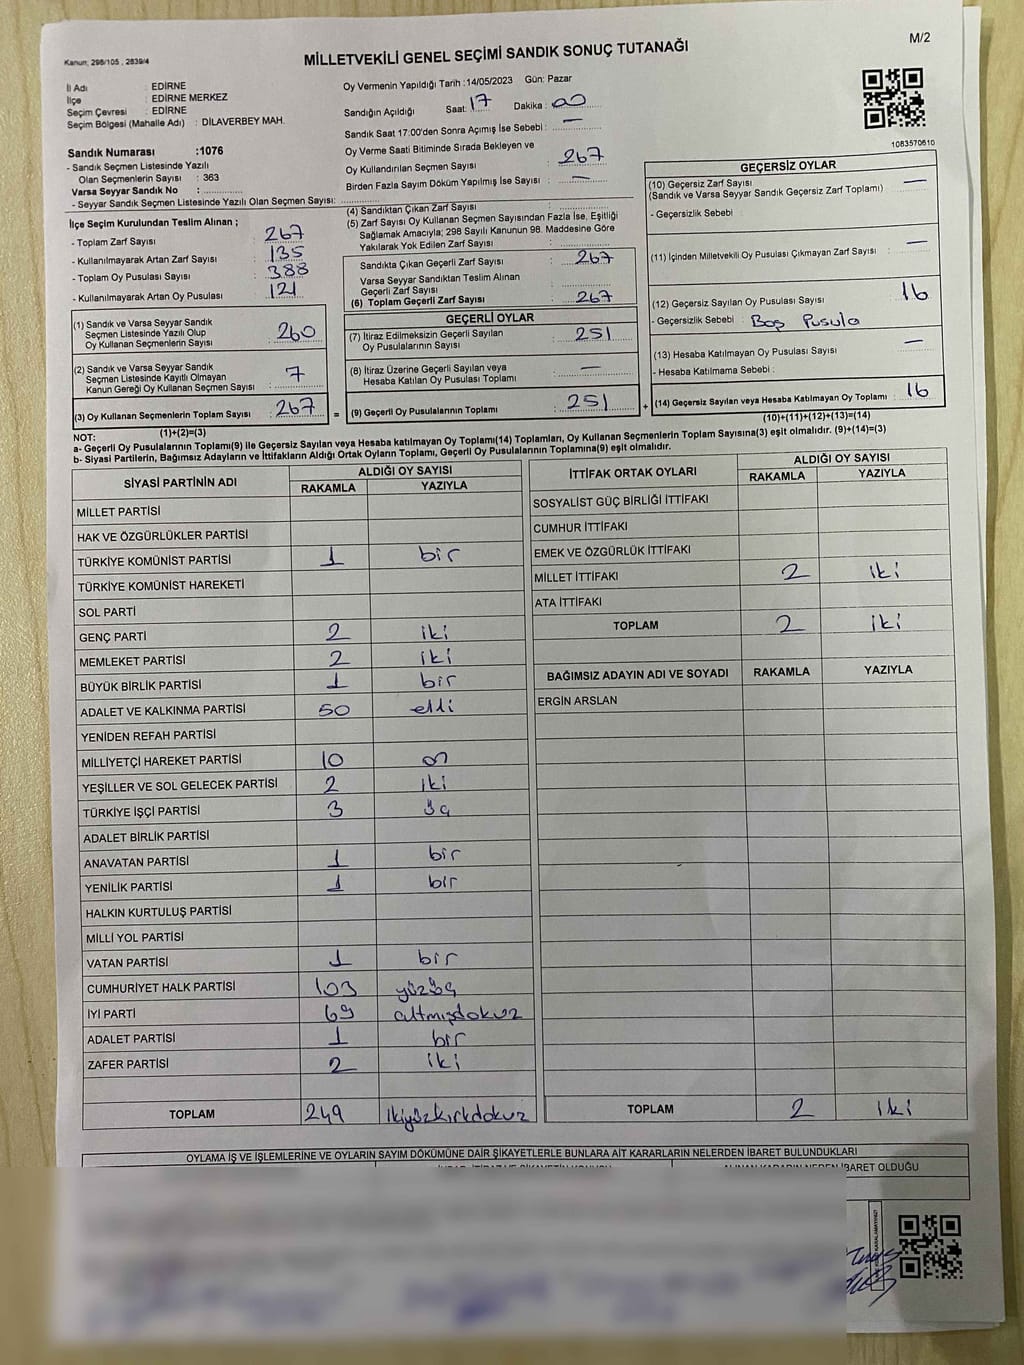 M/2
Kanun; 298/105 , 2839/4
MİLLETVEKİLİ GENEL SEÇİMİ SANDIK SONUÇ TUTANAĞI
İl Adı : EDİRNE
İlçe : EDİRNE MERKEZ
Seçim Çevresi : EDİRNE
Seçim Bölgesi (Mahalle Adı) : DİLAVERBEY MAH.
Oy Vermenin Yapıldığı Tarih :14/05/2023 Gün: Pazar
Sandığın Açıldığı Saat: 17 Dakika : 00
Sandık Saat 17:00'den Sonra Açımış İse Sebebi : —
Oy Verme Saati Bitiminde Sırada Bekleyen ve
Oy Kullandırılan Seçmen Sayısı : 267
Birden Fazla Sayım Döküm Yapılmış İse Sayısı : —
1083570610
Sandık Numarası :1076
- Sandık Seçmen Listesinde Yazılı
Olan Seçmenlerin Sayısı : 363
Varsa Seyyar Sandık No :
- Seyyar Sandık Seçmen Listesinde Yazılı Olan Seçmen Sayısı:
İlçe Seçim Kurulundan Teslim Alınan ;
- Toplam Zarf Sayısı : 267
- Kullanılmayarak Artan Zarf Sayısı : 135
- Toplam Oy Pusulası Sayısı : 388
- Kullanılmayarak Artan Oy Pusulası : 121
(1) Sandık ve Varsa Seyyar Sandık
Seçmen Listesinde Yazılı Olup
Oy Kullanan Seçmenlerin Sayısı : 260
(2) Sandık ve Varsa Seyyar Sandık
Seçmen Listesinde Kayıtlı Olmayan
Kanun Gereği Oy Kullanan Seçmen Sayısı : 7
(3) Oy Kullanan Seçmenlerin Toplam Sayısı : 267 =
(1)+(2)=(3)
(4) Sandıktan Çıkan Zarf Sayısı :
(5) Zarf Sayısı Oy Kullanan Seçmen Sayısından Fazla İse, Eşitliği
Sağlamak Amacıyla; 298 Sayılı Kanunun 98. Maddesine Göre
Yakılarak Yok Edilen Zarf Sayısı :
Sandıkta Çıkan Geçerli Zarf Sayısı : 267
Varsa Seyyar Sandıktan Teslim Alınan
Geçerli Zarf Sayısı :
(6) Toplam Geçerli Zarf Sayısı : 267
GEÇERLİ OYLAR
(7) İtiraz Edilmeksizin Geçerli Sayılan
Oy Pusulalarının Sayısı : 251
(8) İtiraz Üzerine Geçerli Sayılan veya
Hesaba Katılan Oy Pusulası Toplamı : —
(9) Geçerli Oy Pusulalarının Toplamı : 251 +
GEÇERSİZ OYLAR
(10) Geçersiz Zarf Sayısı : —
(Sandık ve Varsa Seyyar Sandık Geçersiz Zarf Toplamı)
- Geçersizlik Sebebi
(11) İçinden Milletvekili Oy Pusulası Çıkmayan Zarf Sayısı : —
(12) Geçersiz Sayılan Oy Pusulası Sayısı : 16
- Geçersizlik Sebebi : Boş Pusula
(13) Hesaba Katılmayan Oy Pusulası Sayısı : —
- Hesaba Katılmama Sebebi :
(14) Geçersiz Sayılan veya Hesaba Katılmayan Oy Toplamı : 16
(10)+(11)+(12)+(13)=(14)
NOT:
a- Geçerli Oy Pusulalarının Toplamı(9) ile Geçersiz Sayılan veya Hesaba katılmayan Oy Toplamı(14) Toplamları, Oy Kullanan Seçmenlerin Toplam Sayısına(3) eşit olmalıdır. (9)+(14)=(3)
b- Siyasi Partilerin, Bağımsız Adayların ve İttifakların Aldığı Ortak Oyların Toplamı, Geçerli Oy Pusulalarının Toplamına(9) eşit olmalıdır.
SİYASİ PARTİNİN ADI ALDIĞI OY SAYISI
RAKAMLA YAZIYLA
MİLLET PARTİSİ
HAK VE ÖZGÜRLÜKLER PARTİSİ
TÜRKİYE KOMÜNİST PARTİSİ 1 bir
TÜRKİYE KOMÜNİST HAREKETİ
SOL PARTİ
GENÇ PARTİ 2 iki
MEMLEKET PARTİSİ 2 iki
BÜYÜK BİRLİK PARTİSİ 1 bir
ADALET VE KALKINMA PARTİSİ 50 elli
YENİDEN REFAH PARTİSİ
MİLLİYETÇİ HAREKET PARTİSİ 10 on
YEŞİLLER VE SOL GELECEK PARTİSİ 2 iki
TÜRKİYE İŞÇİ PARTİSİ 3 üç
ADALET BİRLİK PARTİSİ
ANAVATAN PARTİSİ 1 bir
YENİLİK PARTİSİ 1 bir
HALKIN KURTULUŞ PARTİSİ
MİLLİ YOL PARTİSİ
VATAN PARTİSİ 1 bir
CUMHURİYET HALK PARTİSİ 103 yüzüç
İYİ PARTİ 69 altmışdokuz
ADALET PARTİSİ 1 bir
ZAFER PARTİSİ 2 iki
TOPLAM 249 ikiyüzkırkdokuz
İTTİFAK ORTAK OYLARI ALDIĞI OY SAYISI
RAKAMLA YAZIYLA
SOSYALİST GÜÇ BİRLİĞİ İTTİFAKI
CUMHUR İTTİFAKI
EMEK VE ÖZGÜRLÜK İTTİFAKI
MİLLET İTTİFAKI 2 iki
ATA İTTİFAKI
TOPLAM 2 iki
BAĞIMSIZ ADAYIN ADI VE SOYADI RAKAMLA YAZIYLA
ERGİN ARSLAN
TOPLAM 2 iki
OYLAMA İŞ VE İŞLEMLERİNE VE OYLARIN SAYIM DÖKÜMÜNE DAİR ŞİKAYETLERLE BUNLARA AİT KARARLARIN NELERDEN İBARET BULUNDUKLARI
OLDUĞU